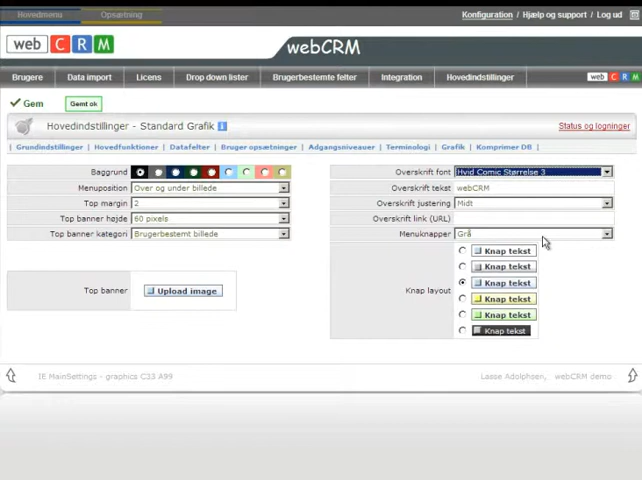 Hovedmenu Opsætning Konfiguration / Hjælp og support / Log ud
web C R M webCRM
Brugere Data import Licens Drop down lister Brugerbestemte felter Integration Hovedindstillinger web C R M
Gem Gemt ok
Hovedindstillinger - Standard Grafik i Status og logninger
| Grundindstillinger | Hovedfunktioner | Datafelter | Bruger opsætninger | Adgangsniveauer | Terminologi | Grafik | Komprimer DB |
Baggrund
Menuposition Over og under billede
Top margin 2
Top banner højde 60 pixels
Top banner kategori Brugerbestemt billede
Top banner Upload image
Overskrift font Hvid Comic Størrelse 3
Overskrift tekst webCRM
Overskrift justering Midt
Overskrift link (URL)
Menuknapper Grå
Knap layout
Knap tekst
Knap tekst
Knap tekst
Knap tekst
Knap tekst
Knap tekst
IE MainSettings - graphics C33 A99 Lasse Adolphsen, webCRM demo